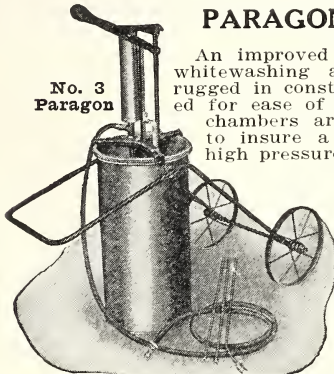 PARAGON
An improved
whitewashing a
No. 3
Paragon
rugged in const
ed for ease of
chambers ar
to insure a
high pressure